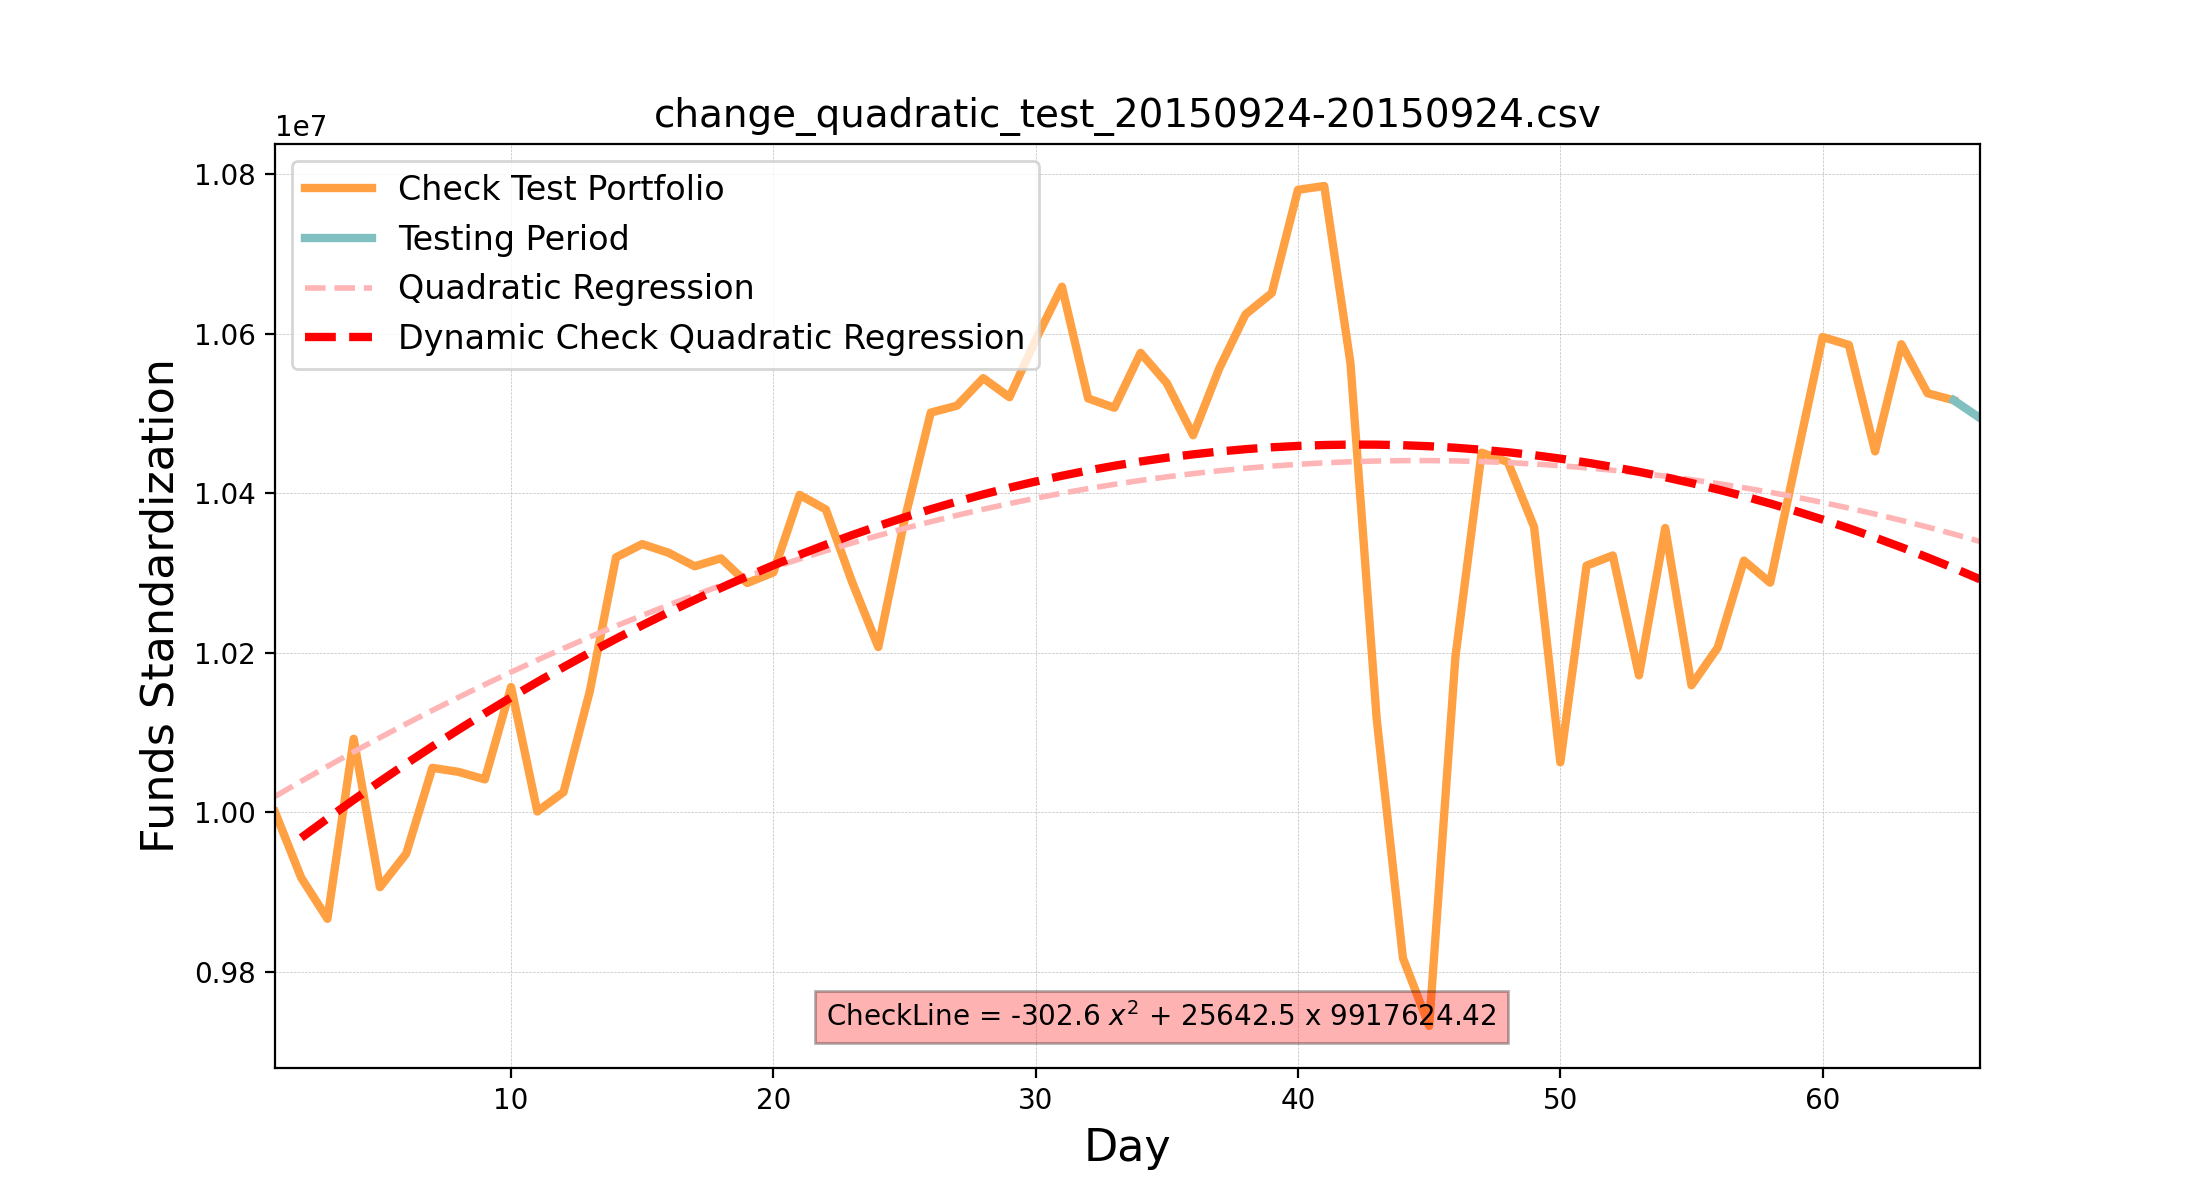 change_quadratic_test_20150924-20150924.csv
1e7
Check Test Portfolio
Testing Period
Quadratic Regression
Dynamic Check Quadratic Regression
1.08
1.06
1.04
1.02
1.00
0.98
Funds Standardization
CheckLine = -302.6 x² + 25642.5 x 9917624.42
10 20 30 40 50 60
Day